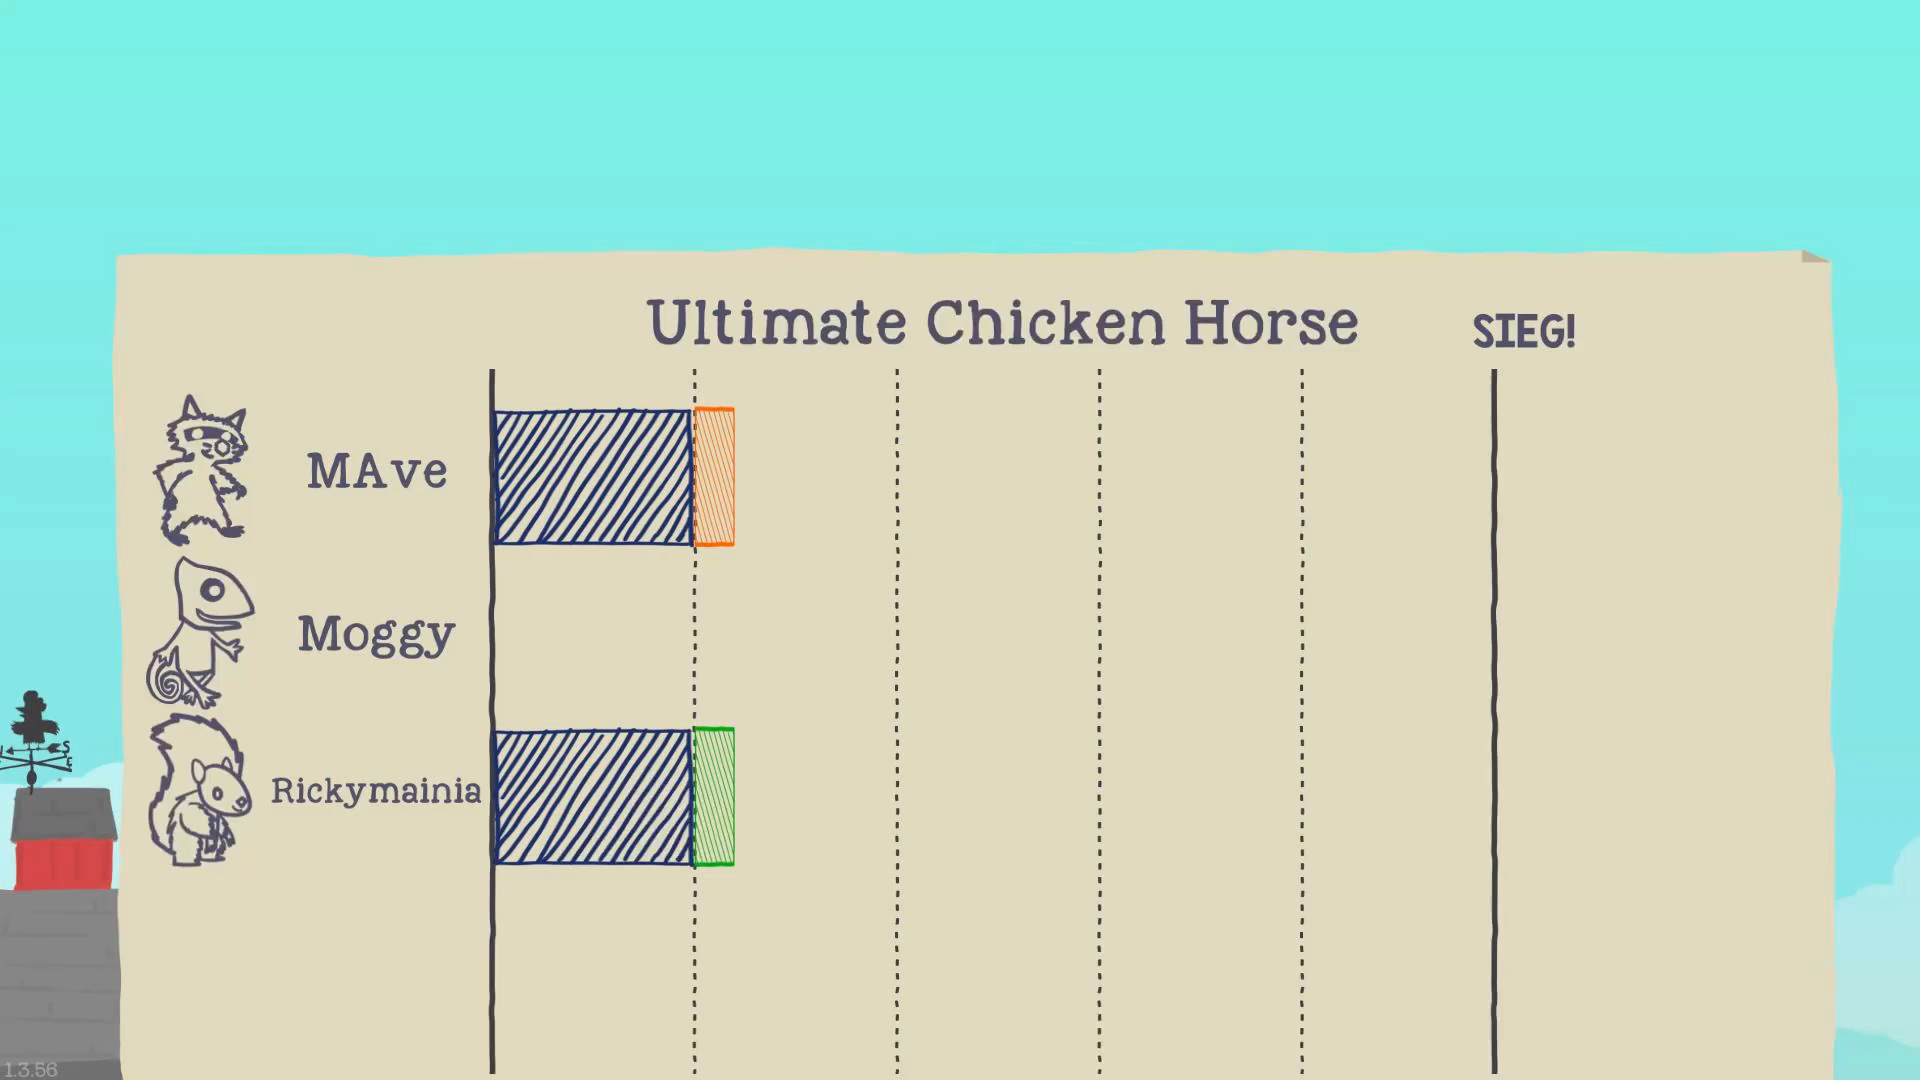 Ultimate Chicken Horse
SIEG!
MAve
Moggy
Rickymainia
S
E
1.3.56